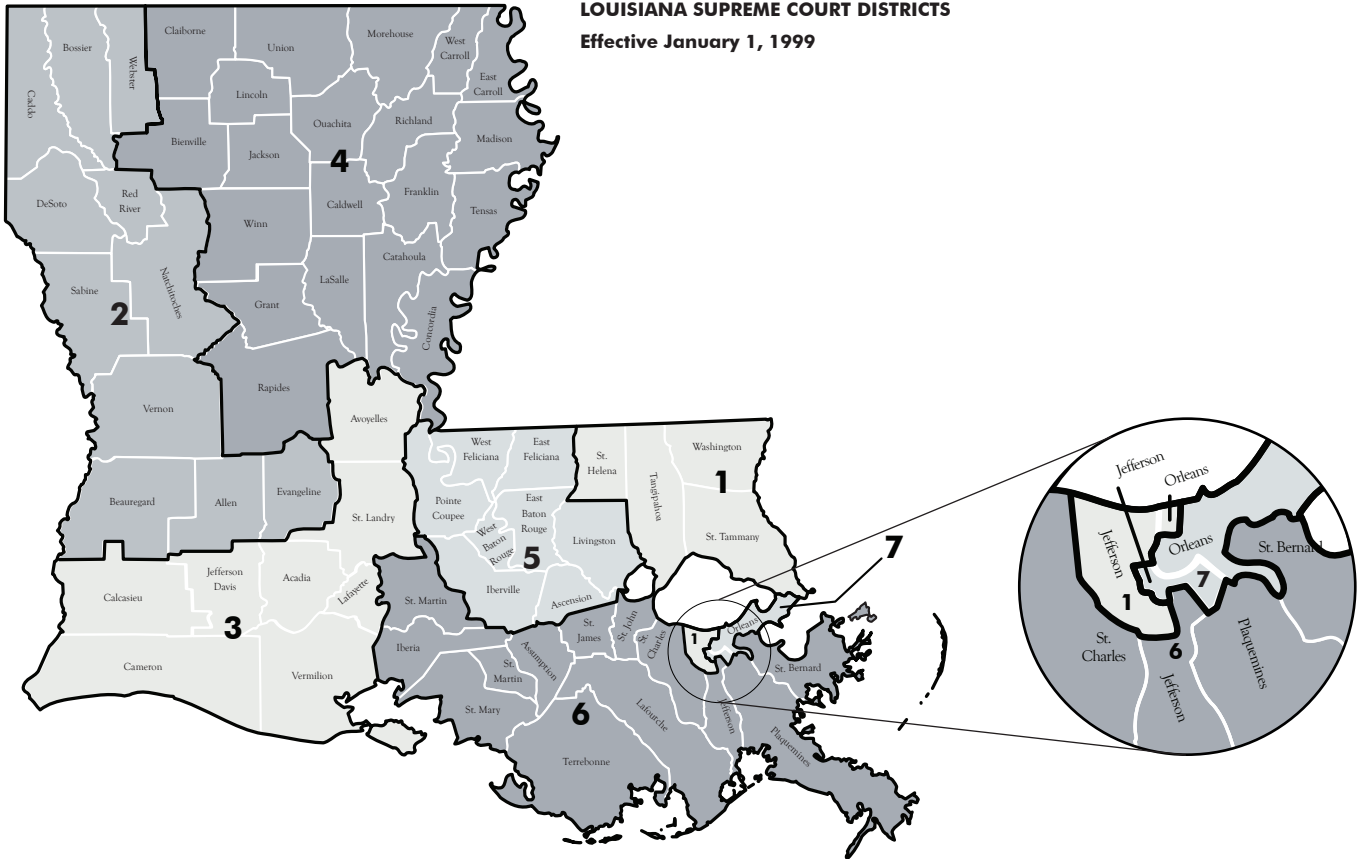 LOUISIANA SUPREME COURT DISTRICTS
Effective January 1, 1999
Claiborne
Union
Morehouse
West
Carroll
East
Carroll
Bossier
Webster
Caddo
Lincoln
Ouachita
Richland
Madison
Bienville
Jackson
4
DeSoto
Red
River
Winn
Caldwell
Franklin
Tensas
Catahoula
Sabine
2
Natchitoches
LaSalle
Grant
Concordia
Rapides
Vernon
Avoyelles
Beauregard
Allen
Evangeline
St. Landry
West
Feliciana
East
Feliciana
St.
Helena
Tangipahoa
Washington
1
St. Tammany
Pointe
Coupee
East
Baton
Rouge
West
Baton
Rouge
5
Livingston
Iberville
Ascension
Calcasieu
Jefferson
Davis
Acadia
Lafayette
3
Cameron
Vermilion
St. Martin
Iberia
St.
Martin
St. Mary
Assumption
St.
James
St. John
St.
Charles
1
Orleans
7
St. Bernard
6
Lafourche
Jefferson
Plaquemines
Terrebonne
Jefferson
Orleans
Jefferson
Orleans
St. Bernard
7
1
St.
Charles
6
Jefferson
Plaquemines